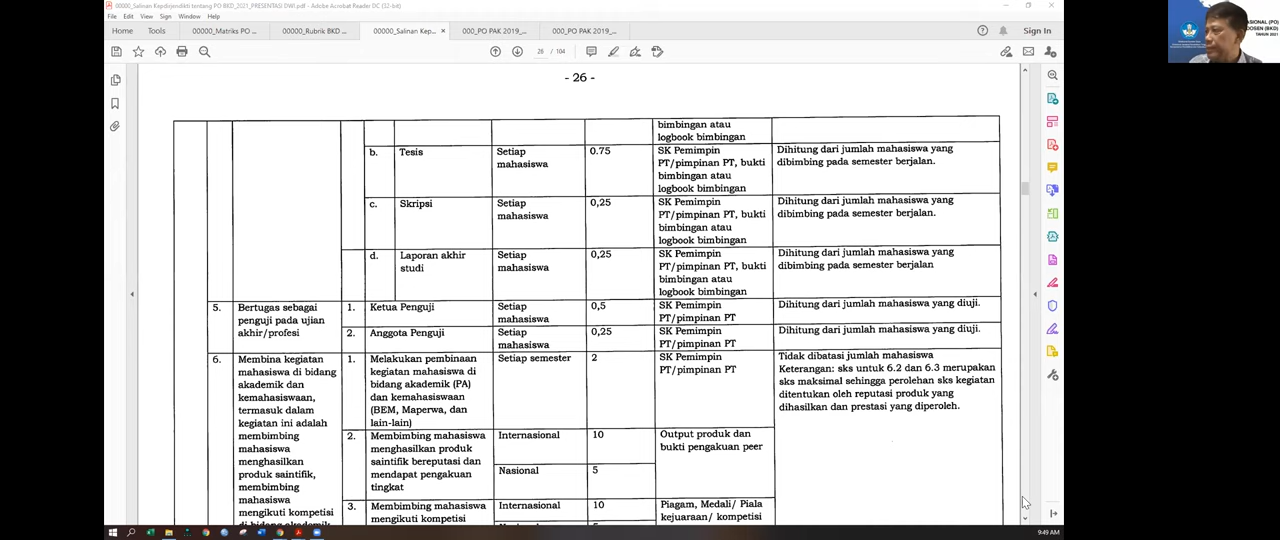 00000_Salinan Kepdirjendikti tentang PO BKD_2021_PRESENTASI DWI.pdf - Adobe Acrobat Reader DC (32-bit)
File Edit View Sign Window Help
Home Tools 00000_Matriks PO ... 00000_Rubrik BKD ... 00000_Salinan Kep... × 000_PO PAK 2019_... 000_PO PAK 2019_... Sign In
26 / 104
- 26 -
bimbingan atau
logbook bimbingan
b. Tesis Setiap mahasiswa 0.75
SK Pemimpin
PT/pimpinan PT, bukti
bimbingan atau
logbook bimbingan
Dihitung dari jumlah mahasiswa yang
dibimbing pada semester berjalan.
c. Skripsi Setiap mahasiswa 0,25
SK Pemimpin
PT/pimpinan PT, bukti
bimbingan atau
logbook bimbingan
Dihitung dari jumlah mahasiswa yang
dibimbing pada semester berjalan.
d. Laporan akhir studi Setiap mahasiswa 0,25
SK Pemimpin
PT/pimpinan PT, bukti
bimbingan atau
logbook bimbingan
Dihitung dari jumlah mahasiswa yang
dibimbing pada semester berjalan
5. Bertugas sebagai
penguji pada ujian
akhir/profesi
1. Ketua Penguji Setiap mahasiswa 0,5
SK Pemimpin
PT/pimpinan PT
Dihitung dari jumlah mahasiswa yang diuji.
2. Anggota Penguji Setiap mahasiswa 0,25
SK Pemimpin
PT/pimpinan PT
Dihitung dari jumlah mahasiswa yang diuji.
6. Membina kegiatan
mahasiswa di bidang
akademik dan
kemahasiswaan,
termasuk dalam
kegiatan ini adalah
membimbing
mahasiswa
menghasilkan
produk saintifik,
membimbing
mahasiswa
mengikuti kompetisi
di bidang akademik
1. Melakukan pembinaan
kegiatan mahasiswa di
bidang akademik (PA)
dan kemahasiswaan
(BEM, Maperwa, dan
lain-lain)
Setiap semester 2
SK Pemimpin
PT/pimpinan PT
Tidak dibatasi jumlah mahasiswa
Keterangan: sks untuk 6.2 dan 6.3 merupakan
sks maksimal sehingga perolehan sks kegiatan
ditentukan oleh reputasi produk yang
dihasilkan dan prestasi yang diperoleh.
2. Membimbing mahasiswa
menghasilkan produk
saintifik bereputasi dan
mendapat pengakuan
tingkat
Internasional 10
Nasional 5
Output produk dan
bukti pengakuan peer
3. Membimbing mahasiswa
mengikuti kompetisi
Internasional 10
Piagam, Medali/ Piala
kejuaraan/ kompetisi
9:49 AM
ASIONAL (PO)
DOSEN (BKD)
TAHUN 2021